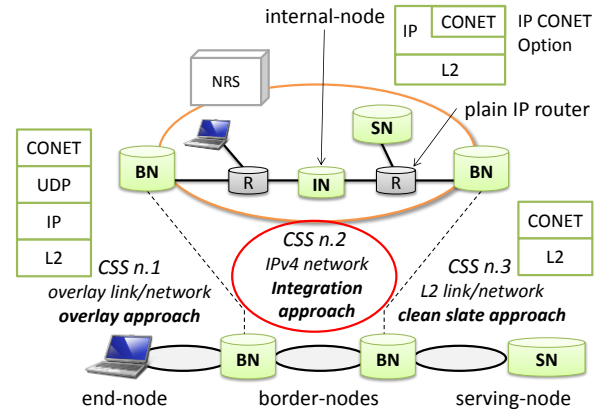 internal-node
IP
CONET
L2
IP CONET
Option
NRS
plain IP router
SN
CONET
UDP
IP
L2
BN
R
IN
R
BN
CONET
L2
CSS n.1
overlay link/network
overlay approach
CSS n.2
IPv4 network
Integration
approach
CSS n.3
L2 link/network
clean slate approach
BN
BN
SN
end-node
border-nodes
serving-node